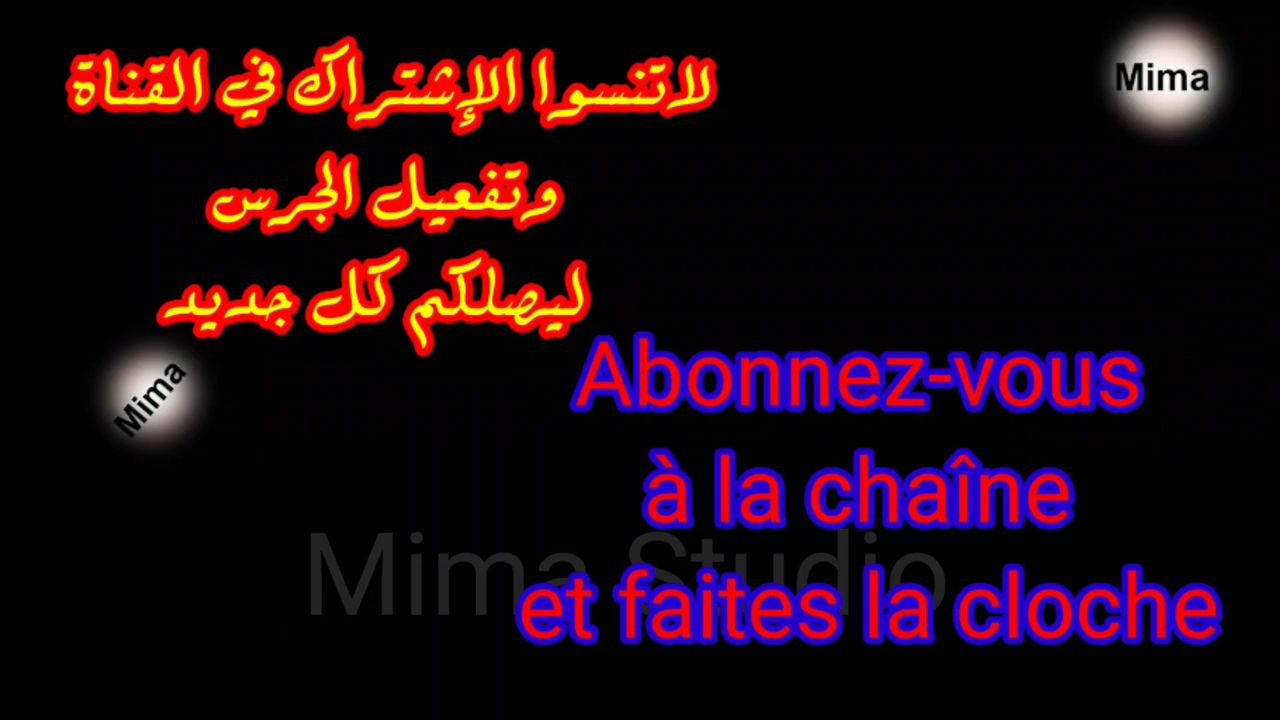 لاتنسوا الإشتراك في القناة
Mima
وتفعيل الجرس
ليصلكم كل جديد
Mima
Abonnez-vous
à la chaîne
Mima Studio
et faites la cloche